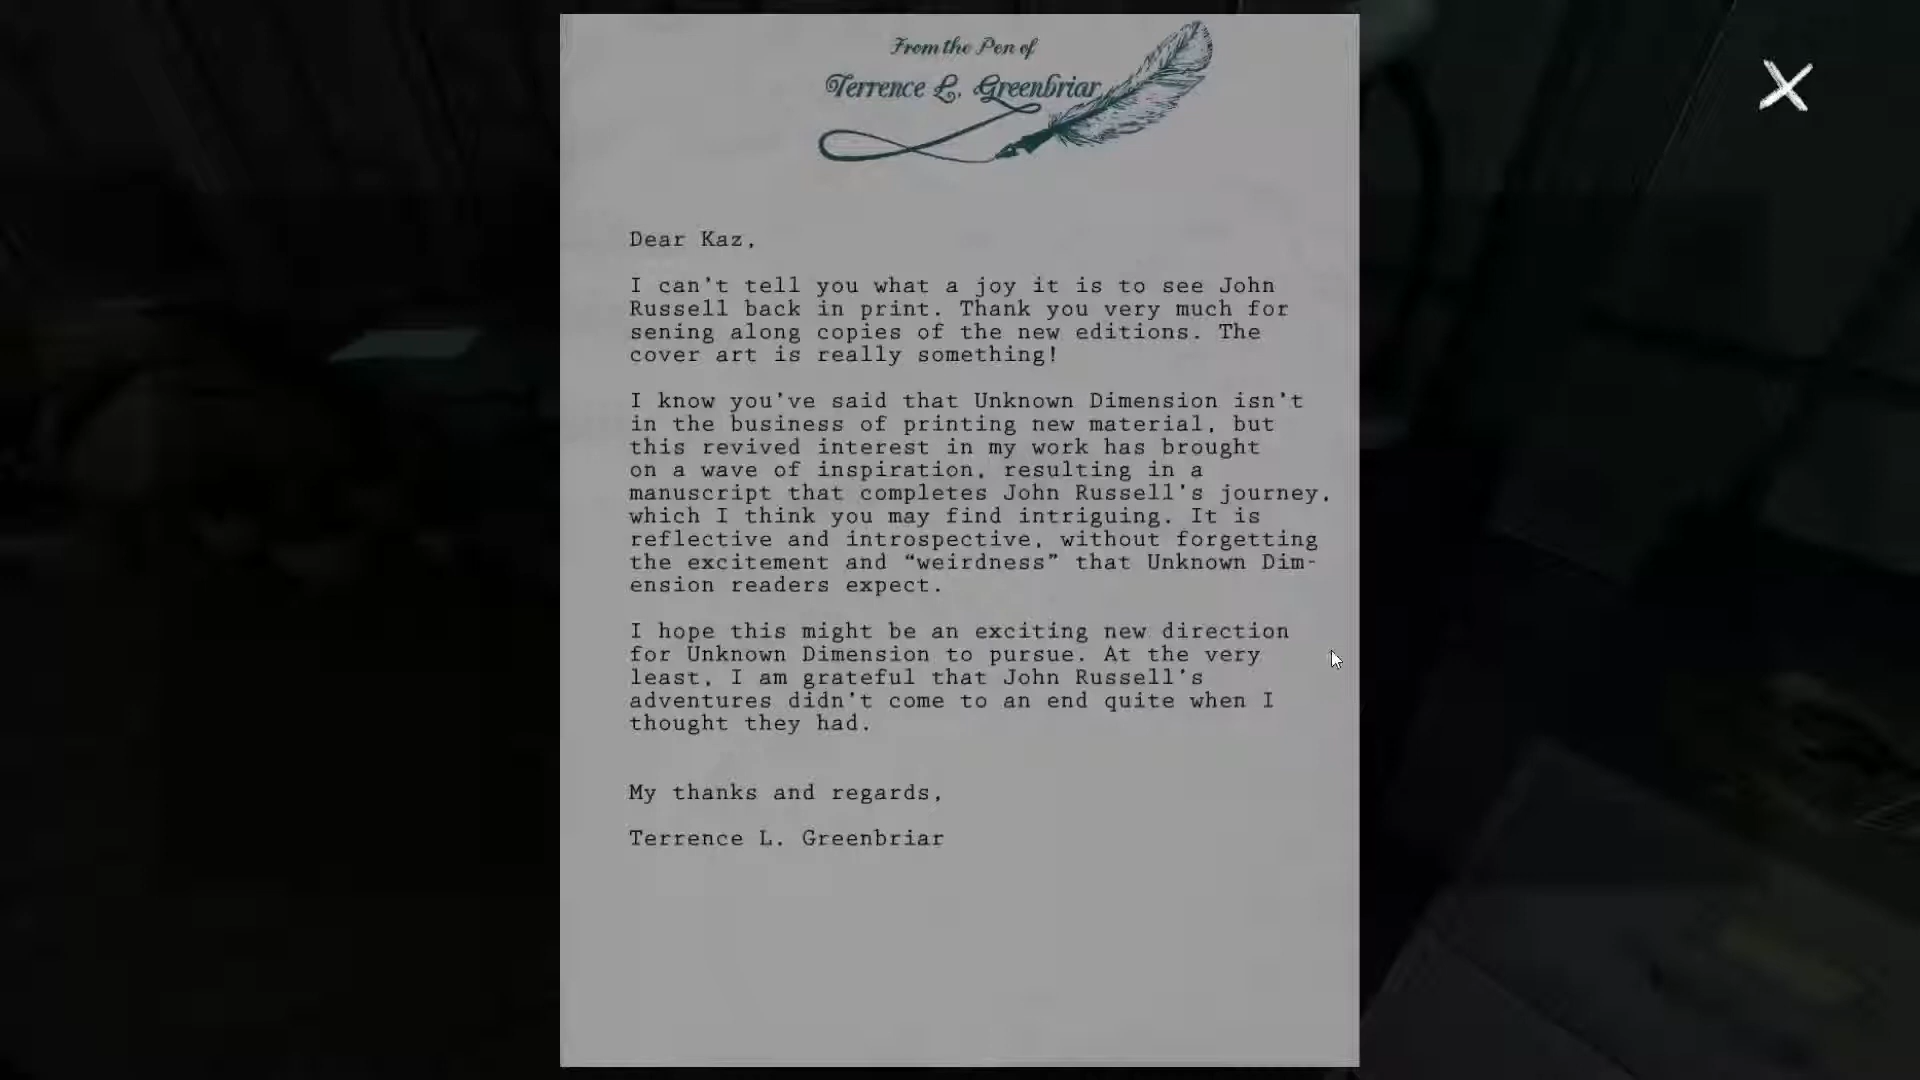 From the Pen of
Terrence L. Greenbriar
Dear Kaz,
I can't tell you what a joy it is to see John
Russell back in print. Thank you very much for
sening along copies of the new editions. The
cover art is really something!
I know you've said that Unknown Dimension isn't
in the business of printing new material, but
this revived interest in my work has brought
on a wave of inspiration, resulting in a
manuscript that completes John Russell's journey,
which I think you may find intriguing. It is
reflective and introspective, without forgetting
the excitement and “weirdness” that Unknown Dim-
ension readers expect.
I hope this might be an exciting new direction
for Unknown Dimension to pursue. At the very
least, I am grateful that John Russell's
adventures didn't come to an end quite when I
thought they had.
My thanks and regards,
Terrence L. Greenbriar